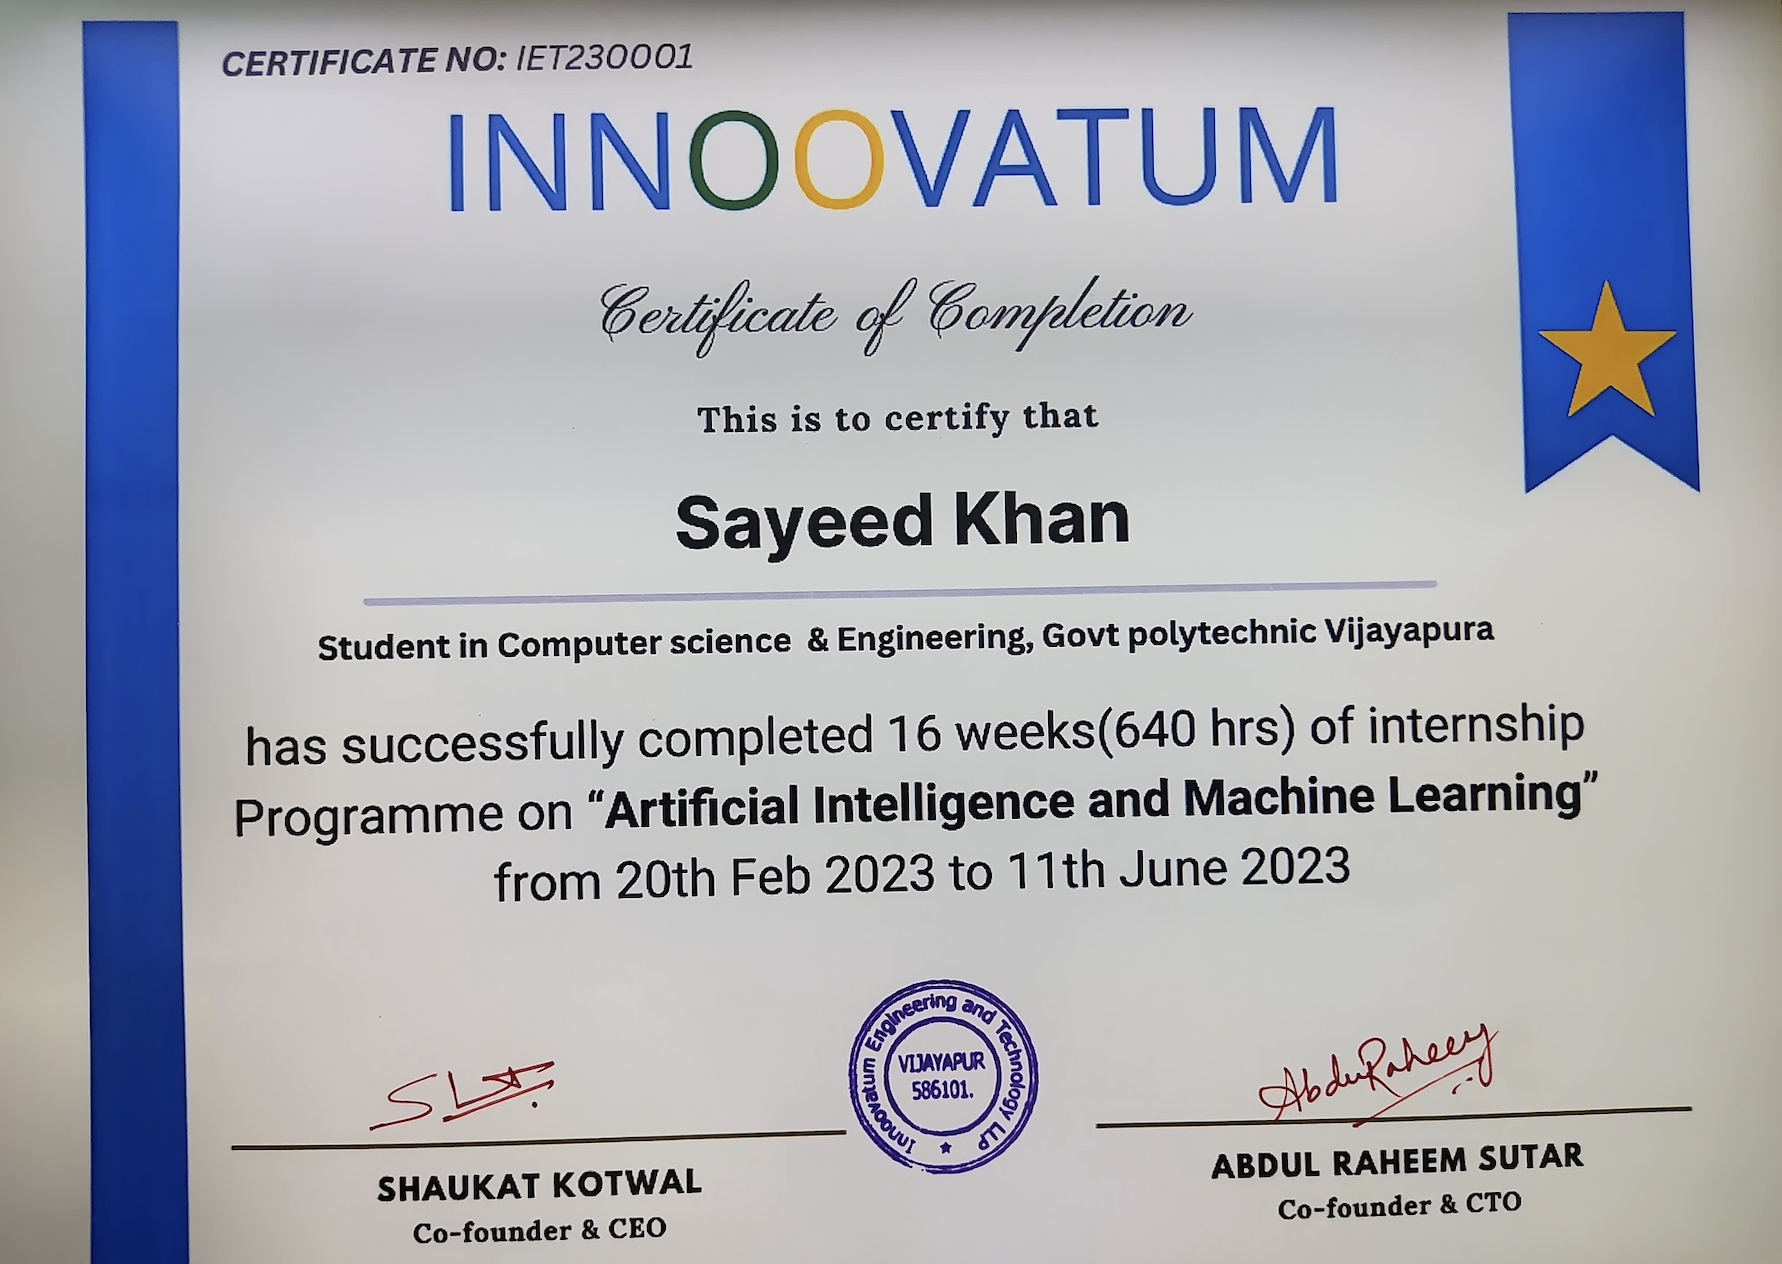 CERTIFICATE NO: IET230001
INNOOVATUM
Certificate of Completion
This is to certify that
Sayeed Khan
Student in Computer science & Engineering, Govt polytechnic Vijayapura
has successfully completed 16 weeks(640 hrs) of internship
Programme on “Artificial Intelligence and Machine Learning”
from 20th Feb 2023 to 11th June 2023
Innoovatum Engineering and Technology LLP
VIJAYAPUR
586101.
AbduRaheem
SHAUKAT KOTWAL
Co-founder & CEO
ABDUL RAHEEM SUTAR
Co-founder & CTO